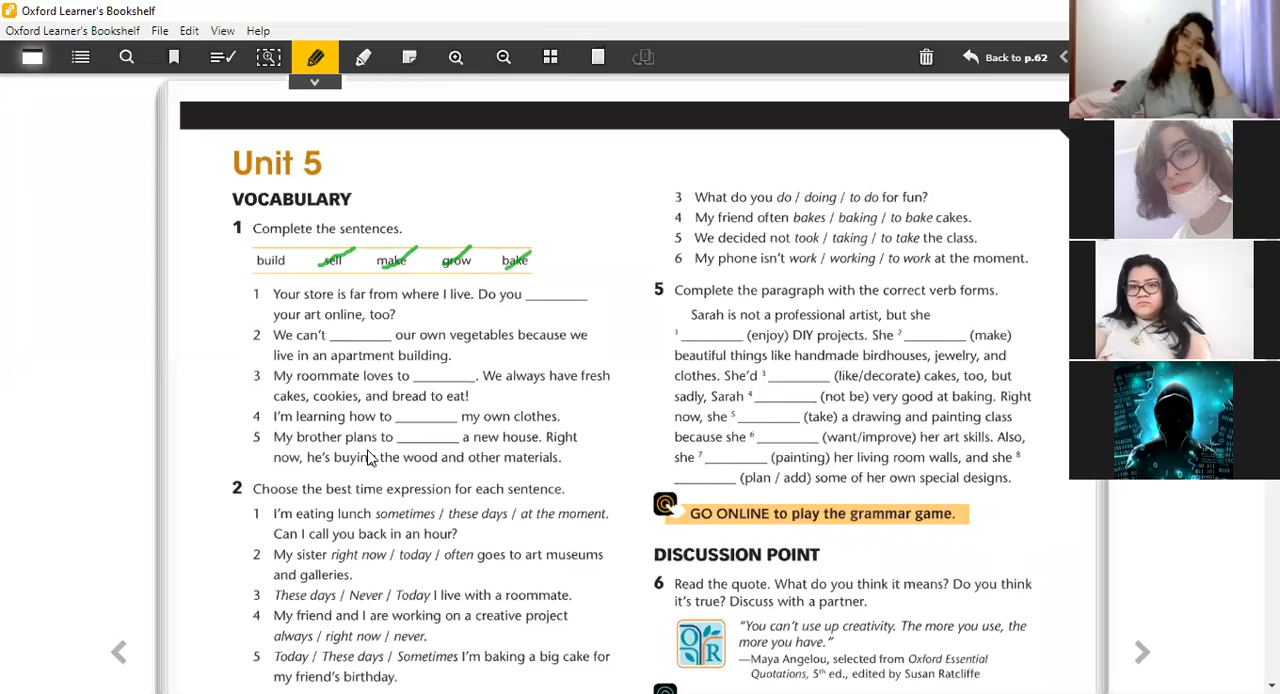 Oxford Learner's Bookshelf
Oxford Learner's Bookshelf File Edit View Help
Back to p.62
Unit 5
VOCABULARY
1 Complete the sentences.
build sell make grow bake
1 Your store is far from where I live. Do you ________
your art online, too?
2 We can't ________ our own vegetables because we
live in an apartment building.
3 My roommate loves to ________. We always have fresh
cakes, cookies, and bread to eat!
4 I'm learning how to ________ my own clothes.
5 My brother plans to ________ a new house. Right
now, he's buying the wood and other materials.
2 Choose the best time expression for each sentence.
1 I'm eating lunch sometimes / these days / at the moment.
Can I call you back in an hour?
2 My sister right now / today / often goes to art museums
and galleries.
3 These days / Never / Today I live with a roommate.
4 My friend and I are working on a creative project
always / right now / never.
5 Today / These days / Sometimes I'm baking a big cake for
my friend's birthday.
3 What do you do / doing / to do for fun?
4 My friend often bakes / baking / to bake cakes.
5 We decided not took / taking / to take the class.
6 My phone isn't work / working / to work at the moment.
5 Complete the paragraph with the correct verb forms.
Sarah is not a professional artist, but she
1 ________ (enjoy) DIY projects. She 2 ________ (make)
beautiful things like handmade birdhouses, jewelry, and
clothes. She'd 3 ________ (like/decorate) cakes, too, but
sadly, Sarah 4 ________ (not be) very good at baking. Right
now, she 5 ________ (take) a drawing and painting class
because she 6 ________ (want/improve) her art skills. Also,
she 7 ________ (painting) her living room walls, and she 8
________ (plan / add) some of her own special designs.
GO ONLINE to play the grammar game.
DISCUSSION POINT
6 Read the quote. What do you think it means? Do you think
it's true? Discuss with a partner.
OR
"You can't use up creativity. The more you use, the
more you have."
—Maya Angelou, selected from Oxford Essential
Quotations, 5th ed., edited by Susan Ratcliffe